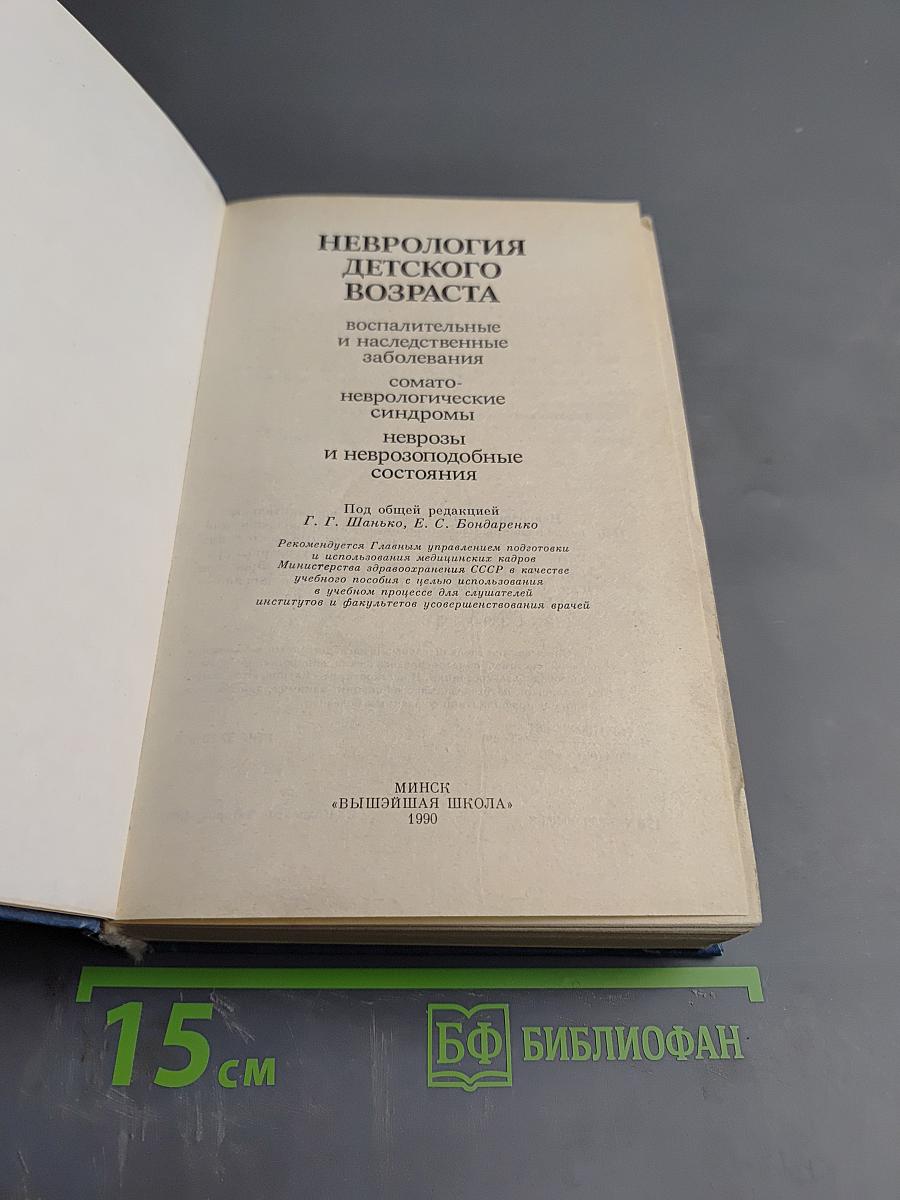 НЕВРОЛОГИЯ
ДЕТСКОГО
ВОЗРАСТА
воспалительные
и наследственные
заболевания
сомато-
неврологические
синдромы
неврозы
и неврозоподобные
состояния
Под общей редакцией
Г. Г. Шанько, Е. С. Бондаренко
Рекомендуется Главным управлением подготовки
и использования медицинских кадров
Министерства здравоохранения СССР в качестве
учебного пособия с целью использования
в учебном процессе для слушателей
институтов и факультетов усовершенствования врачей
МИНСК
«ВЫШЭЙШАЯ ШКОЛА»
1990
15 см
БФ БИБЛИОФАН